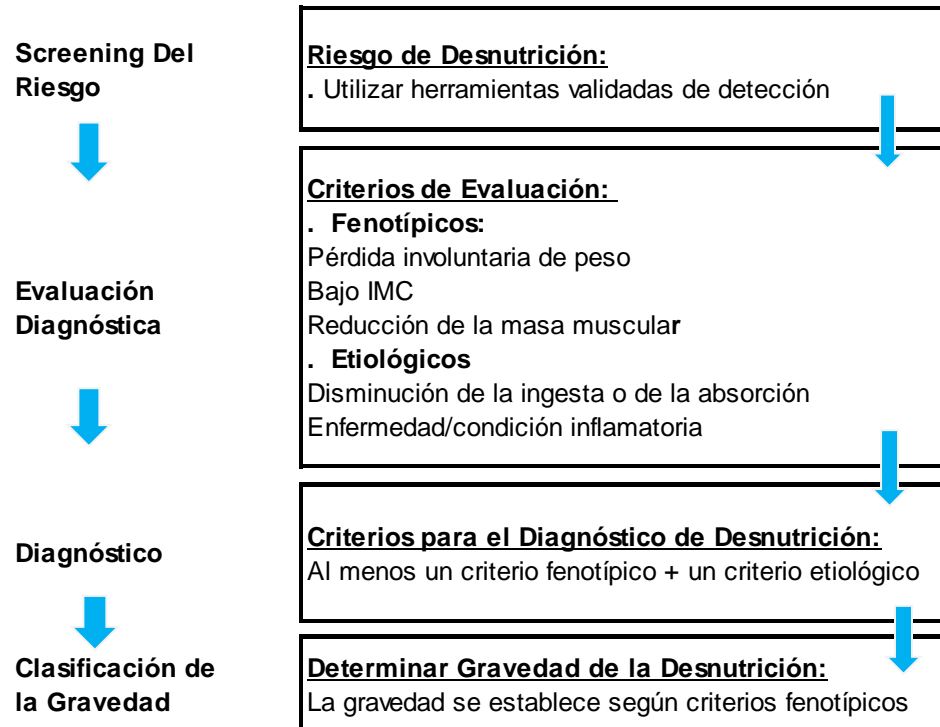 Screening Del
Riesgo
Riesgo de Desnutrición:
. Utilizar herramientas validadas de detección
Evaluación
Diagnóstica
Criterios de Evaluación:
. Fenotípicos:
Pérdida involuntaria de peso
Bajo IMC
Reducción de la masa muscular
. Etiológicos
Disminución de la ingesta o de la absorción
Enfermedad/condición inflamatoria
Diagnóstico
Criterios para el Diagnóstico de Desnutrición:
Al menos un criterio fenotípico + un criterio etiológico
Clasificación de
la Gravedad
Determinar Gravedad de la Desnutrición:
La gravedad se establece según criterios fenotípicos